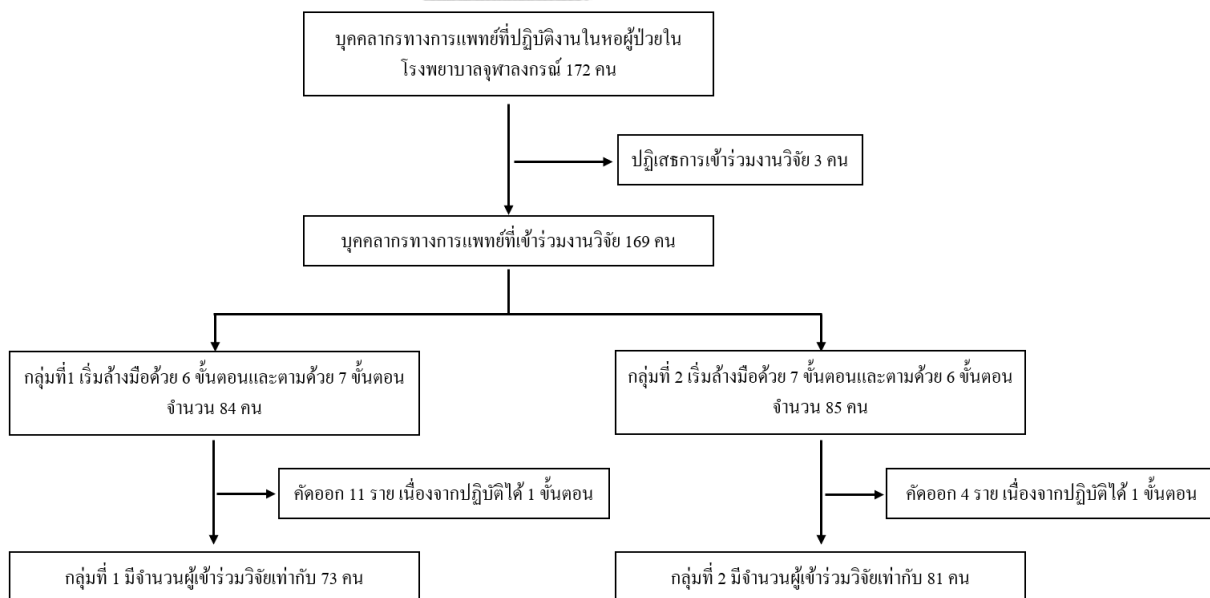 บุคคลากรทางการแพทย์ที่ปฏิบัติงานในหอผู้ป่วยใน
โรงพยาบาลจุฬาลงกรณ์ 172 คน
ปฏิเสธการเข้าร่วมงานวิจัย 3 คน
บุคคลากรทางการแพทย์ที่เข้าร่วมงานวิจัย 169 คน
กลุ่มที่1 เริ่มล้างมือด้วย 6 ขั้นตอนและตามด้วย 7 ขั้นตอน
จำนวน 84 คน
กลุ่มที่ 2 เริ่มล้างมือด้วย 7 ขั้นตอนและตามด้วย 6 ขั้นตอน
จำนวน 85 คน
คัดออก 11 ราย เนื่องจากปฏิบัติได้ 1 ขั้นตอน
คัดออก 4 ราย เนื่องจากปฏิบัติได้ 1 ขั้นตอน
กลุ่มที่ 1 มีจำนวนผู้เข้าร่วมวิจัยเท่ากับ 73 คน
กลุ่มที่ 2 มีจำนวนผู้เข้าร่วมวิจัยเท่ากับ 81 คน